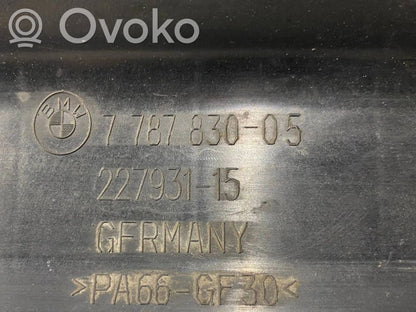 Ovoko
BMW 7 787 830-05
227931-15
GERMANY
>PA66-GF30<